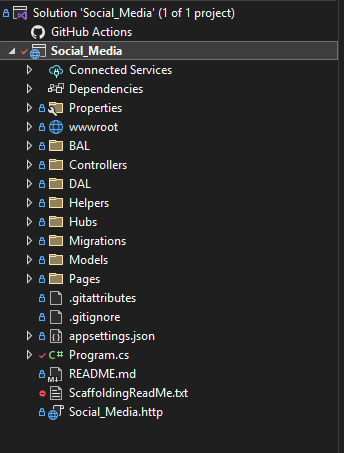 Solution 'Social_Media' (1 of 1 project)
GitHub Actions
Social_Media
Connected Services
Dependencies
Properties
wwwroot
BAL
Controllers
DAL
Helpers
Hubs
Migrations
Models
Pages
.gitattributes
.gitignore
appsettings.json
C# Program.cs
README.md
ScaffoldingReadMe.txt
Social_Media.http